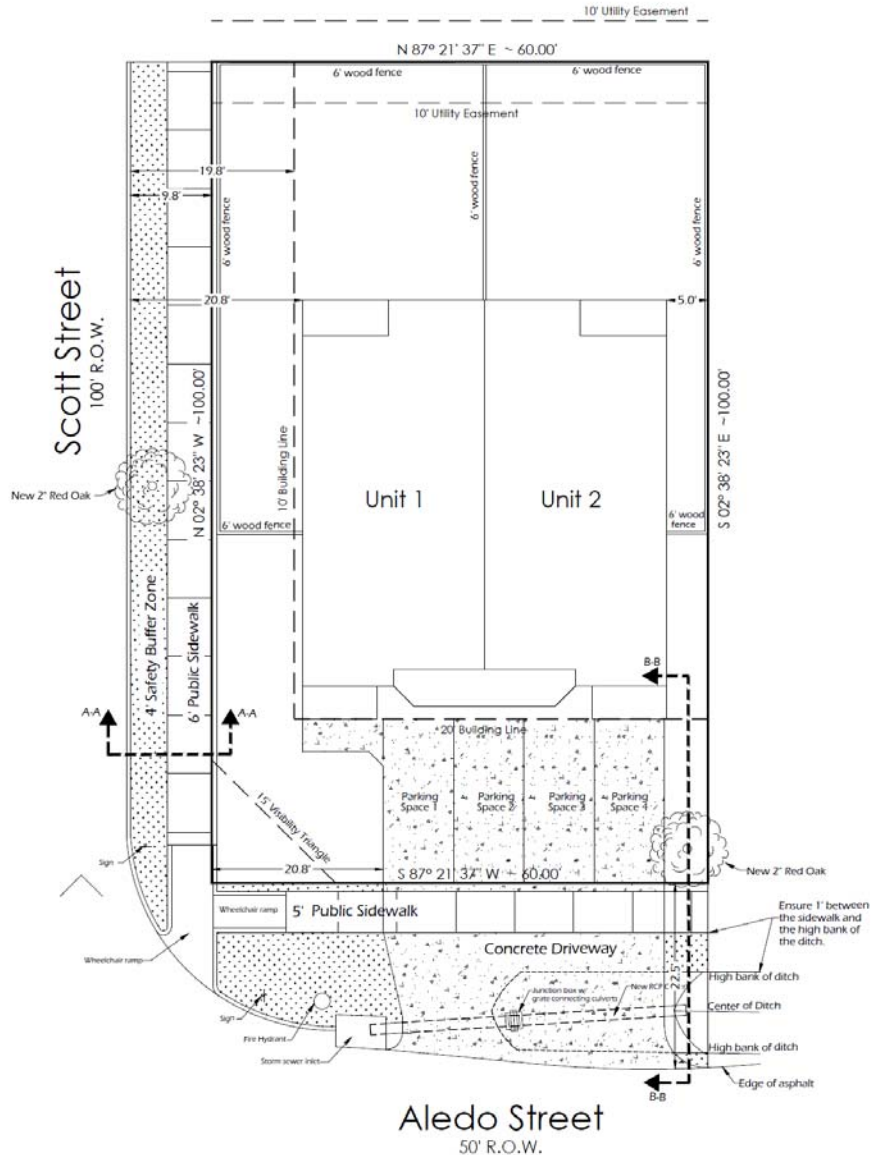 10' Utility Easement
N 87° 21' 37" E ~ 60.00'
6' wood fence
6' wood fence
10' Utility Easement
19.8'
9.8'
6' wood fence
6' wood fence
6' wood fence
20.8'
5.0'
Scott Street
100' R.O.W.
N 02° 38' 23" W ~100.00'
S 02° 38' 23" E ~100.00'
10' Building Line
New 2" Red Oak
Unit 1
Unit 2
6' wood fence
6' wood
fence
4' Safety Buffer Zone
6' Public Sidewalk
B-B
A-A
A-A
20' Building Line
Parking
Space 1
Parking
Space 2
Parking
Space 3
Parking
Space 4
15' Visibility Triangle
Sign
20.8'
S 87° 21' 37" W ~ 60.00'
New 2" Red Oak
Wheelchair ramp
5' Public Sidewalk
Ensure 1' between
the sidewalk and
the high bank of
the ditch.
Wheelchair ramp
Concrete Driveway
22.5'
High bank of ditch
Junction box w/
grate connecting culverts
New RCP
Center of Ditch
Sign
Fire Hydrant
Storm sewer inlet
High bank of ditch
Edge of asphalt
B-B
Aledo Street
50' R.O.W.